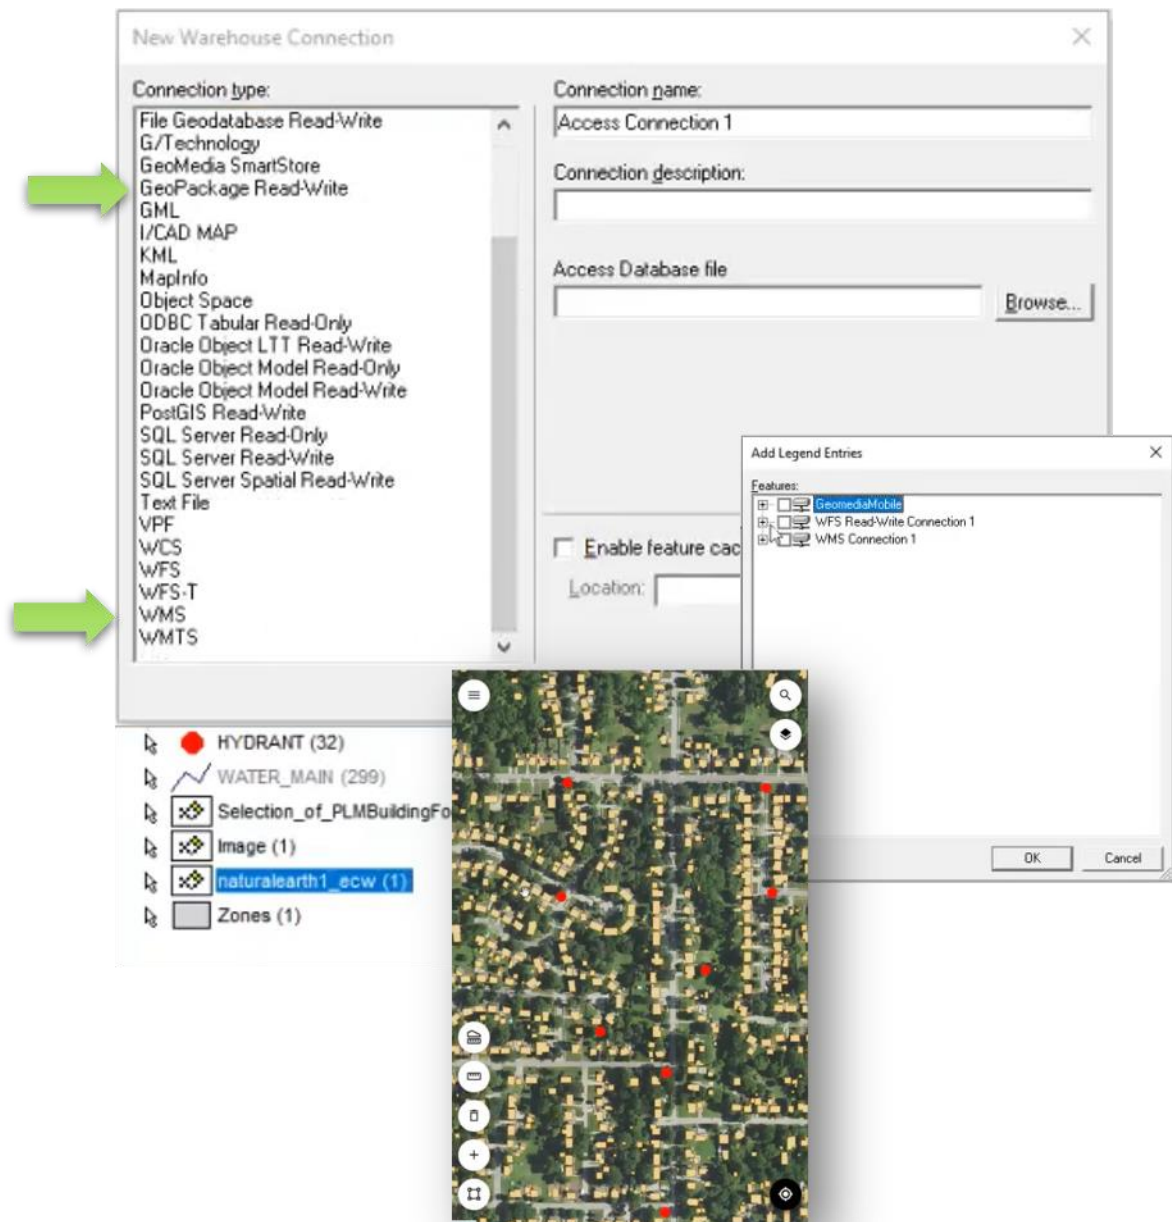 New Warehouse Connection
Connection type:
File Geodatabase Read-Write
G/Technology
GeoMedia SmartStore
GeoPackage Read-Write
GML
I/CAD MAP
KML
MapInfo
Object Space
ODBC Tabular Read-Only
Oracle Object LTT Read-Write
Oracle Object Model Read-Only
Oracle Object Model Read-Write
PostGIS Read-Write
SQL Server Read-Only
SQL Server Read-Write
SQL Server Spatial Read-Write
Text File
VPF
WCS
WFS
WFS-T
WMS
WMTS
Connection name:
Access Connection 1
Connection description:
Access Database file
Browse...
Enable feature cac
Location:
Add Legend Entries
Features:
GeomediaMobile
WFS Read-Write Connection 1
WMS Connection 1
OK Cancel
HYDRANT (32)
WATER_MAIN (299)
Selection_of_PLMBuildingFo
Image (1)
naturalearth1_ecw (1)
Zones (1)